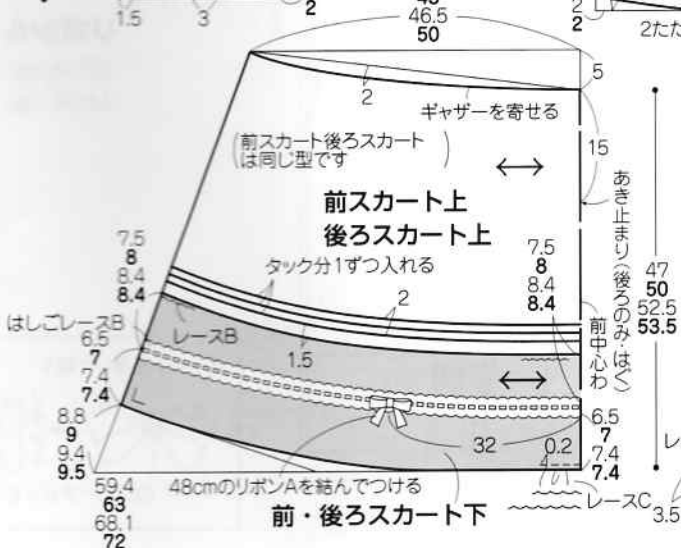 1.5
3
2
46.5
50
2
2
2たた
5
2
ギャザーを寄せる
(前スカート後ろスカート
は同じ型です)
15
あき止まり(後ろのみ・はぐ)
前スカート上
後ろスカート上
7.5
8
8.4
8.4
タック分1ずつ入れる
7.5
8
8.4
8.4
2
47
50
52.5
53.5
前中心わ
はしごレースB
レースB
6.5
7
7.4
7.4
1.5
8.8
9
9.4
9.5
32
0.2
6.5
7
7.4
7.4
レ
59.4
63
68.1
72
48cmのリボンAを結んでつける
前・後ろスカート下
レースC
3.5